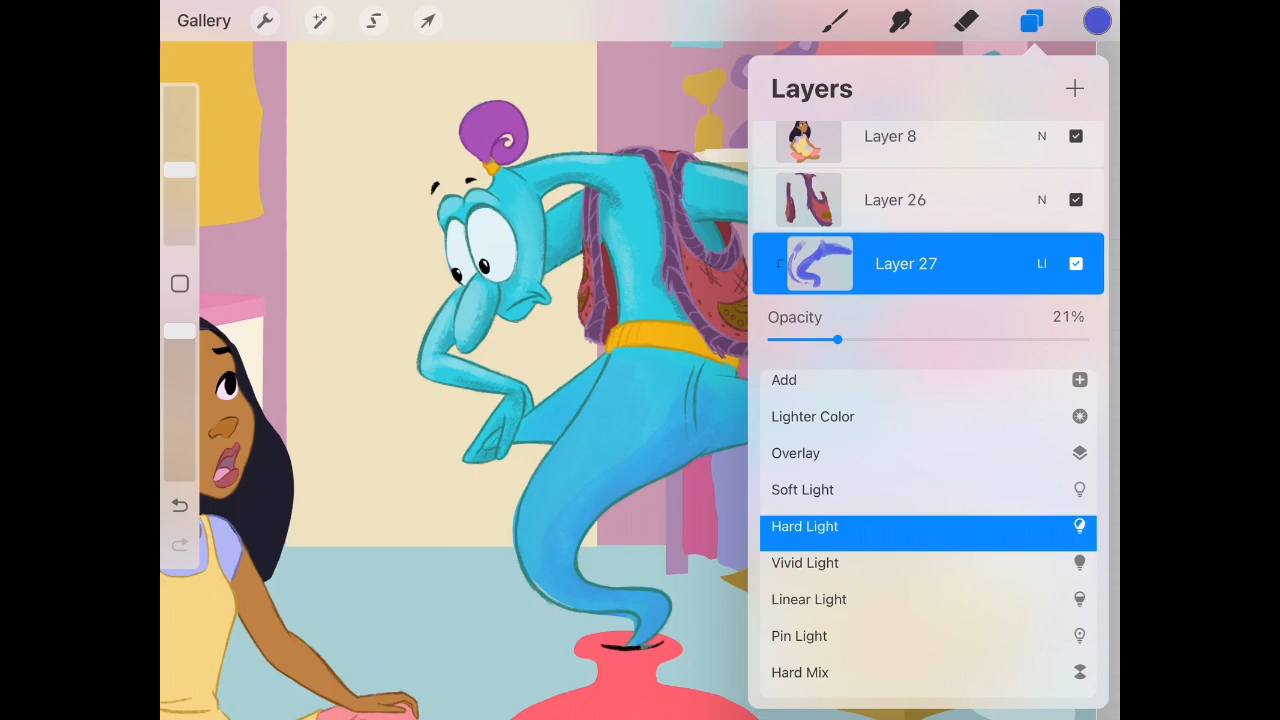 Gallery
Layers
Layer 8 N
Layer 26 N
Layer 27 LI
Opacity 21%
Add
Lighter Color
Overlay
Soft Light
Hard Light
Vivid Light
Linear Light
Pin Light
Hard Mix